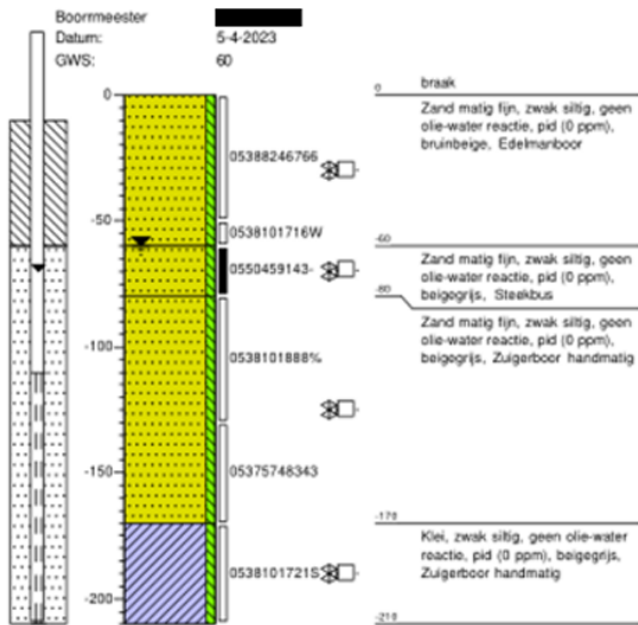 Boormeester
Datum: 5-4-2023
GWS: 60
0
-50
-100
-150
-200
05388246766
0538101716W
0550459143-
0538101888%
05375748343
0538101721S
0
braak
Zand matig fijn, zwak siltig, geen
olie-water reactie, pid (0 ppm),
bruinbeige, Edelmanboor
-60
Zand matig fijn, zwak siltig, geen
olie-water reactie, pid (0 ppm),
beigegrijs, Steekbus
-80
Zand matig fijn, zwak siltig, geen
olie-water reactie, pid (0 ppm),
beigegrijs, Zuigerboor handmatig
-170
Klei, zwak siltig, geen olie-water
reactie, pid (0 ppm), beigegrijs,
Zuigerboor handmatig
-210